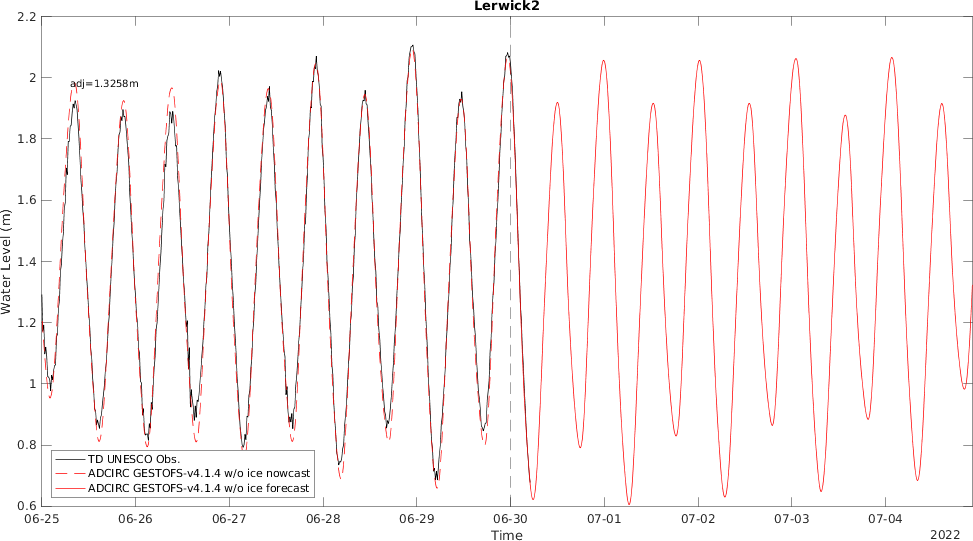 Lerwick2
2.2
2
1.8
1.6
1.4
1.2
1
0.8
0.6
Water Level (m)
adj=1.3258m
TD UNESCO Obs.
ADCIRC GESTOFS-v4.1.4 w/o ice nowcast
ADCIRC GESTOFS-v4.1.4 w/o ice forecast
06-25 06-26 06-27 06-28 06-29 06-30 07-01 07-02 07-03 07-04
Time
2022